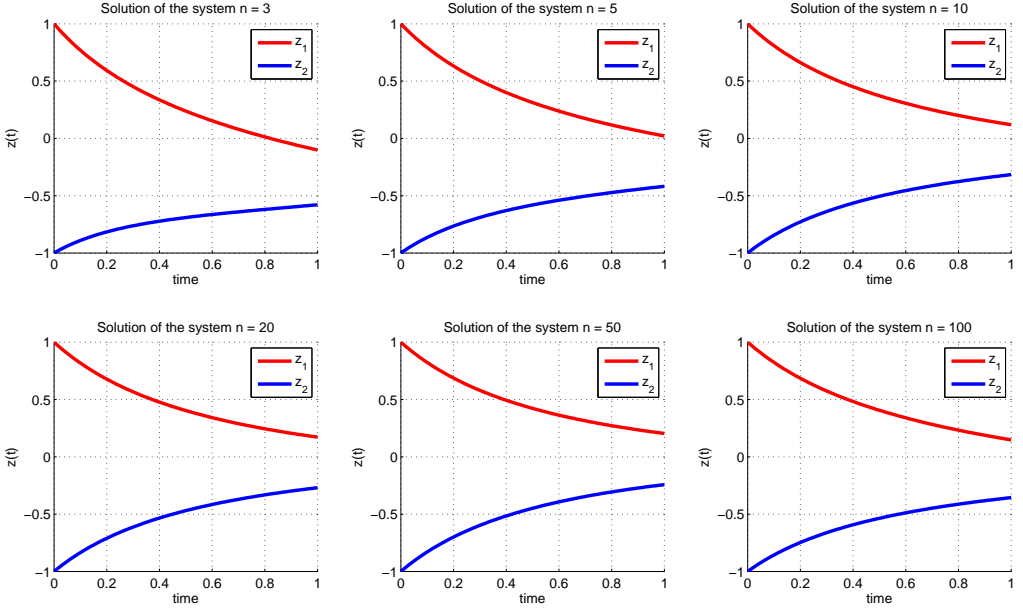 Solution of the system n = 3
1
0.5
0
−0.5
−1
z(t)
0
0.2
0.4
0.6
0.8
1
time
z1
z2
Solution of the system n = 5
1
0.5
0
−0.5
−1
z(t)
0
0.2
0.4
0.6
0.8
1
time
z1
z2
Solution of the system n = 10
1
0.5
0
−0.5
−1
z(t)
0
0.2
0.4
0.6
0.8
1
time
z1
z2
Solution of the system n = 20
1
0.5
0
−0.5
−1
z(t)
0
0.2
0.4
0.6
0.8
1
time
z1
z2
Solution of the system n = 50
1
0.5
0
−0.5
−1
z(t)
0
0.2
0.4
0.6
0.8
1
time
z1
z2
Solution of the system n = 100
1
0.5
0
−0.5
−1
z(t)
0
0.2
0.4
0.6
0.8
1
time
z1
z2